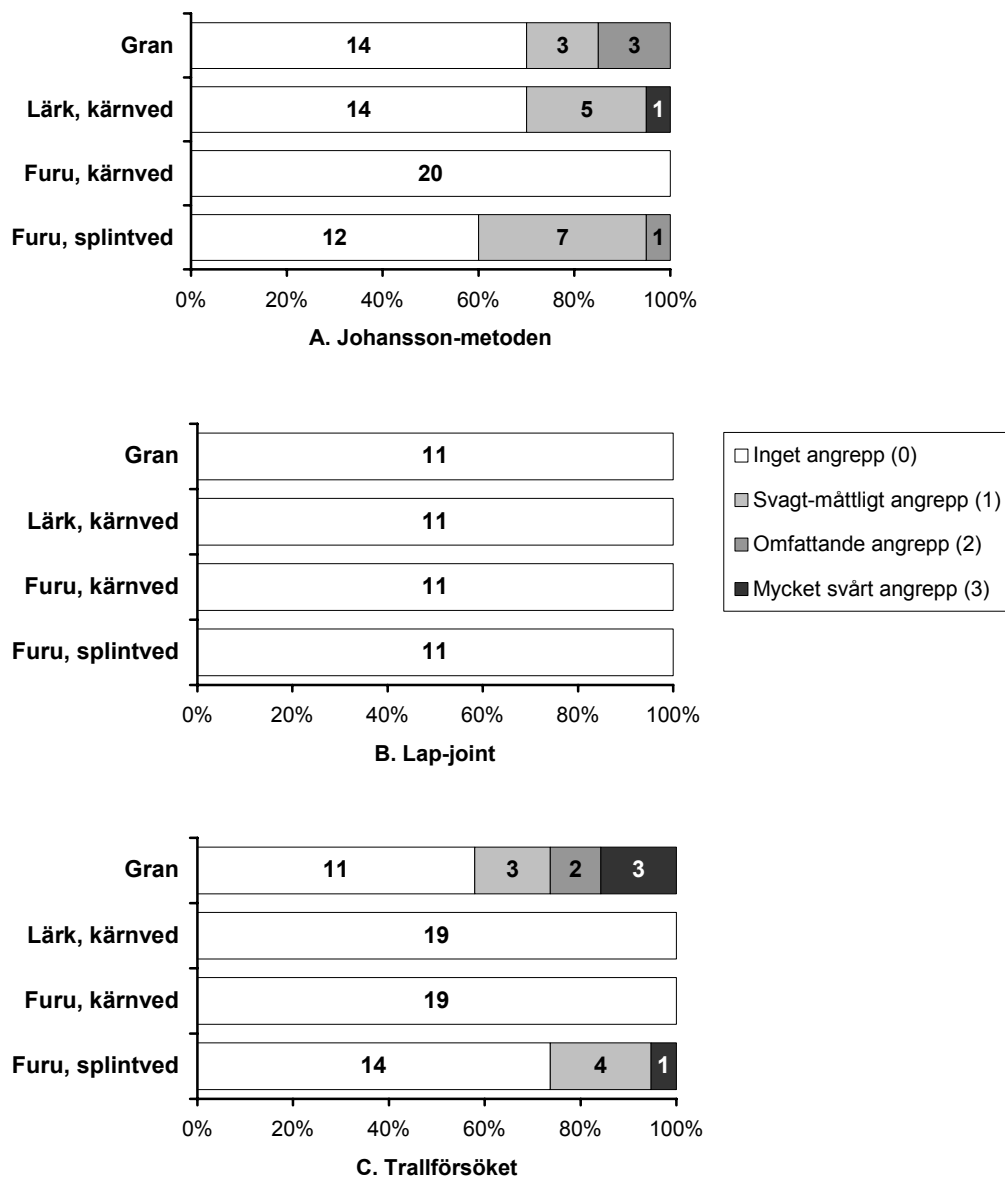 Gran
14 3 3
Lärk, kärnved
14 5 1
Furu, kärnved
20
Furu, splintved
12 7 1
0% 20% 40% 60% 80% 100%
A. Johansson-metoden
Gran
11
Lärk, kärnved
11
Furu, kärnved
11
Furu, splintved
11
0% 20% 40% 60% 80% 100%
B. Lap-joint
Inget angrepp (0)
Svagt-måttligt angrepp (1)
Omfattande angrepp (2)
Mycket svårt angrepp (3)
Gran
11 3 2 3
Lärk, kärnved
19
Furu, kärnved
19
Furu, splintved
14 4 1
0% 20% 40% 60% 80% 100%
C. Trallförsöket